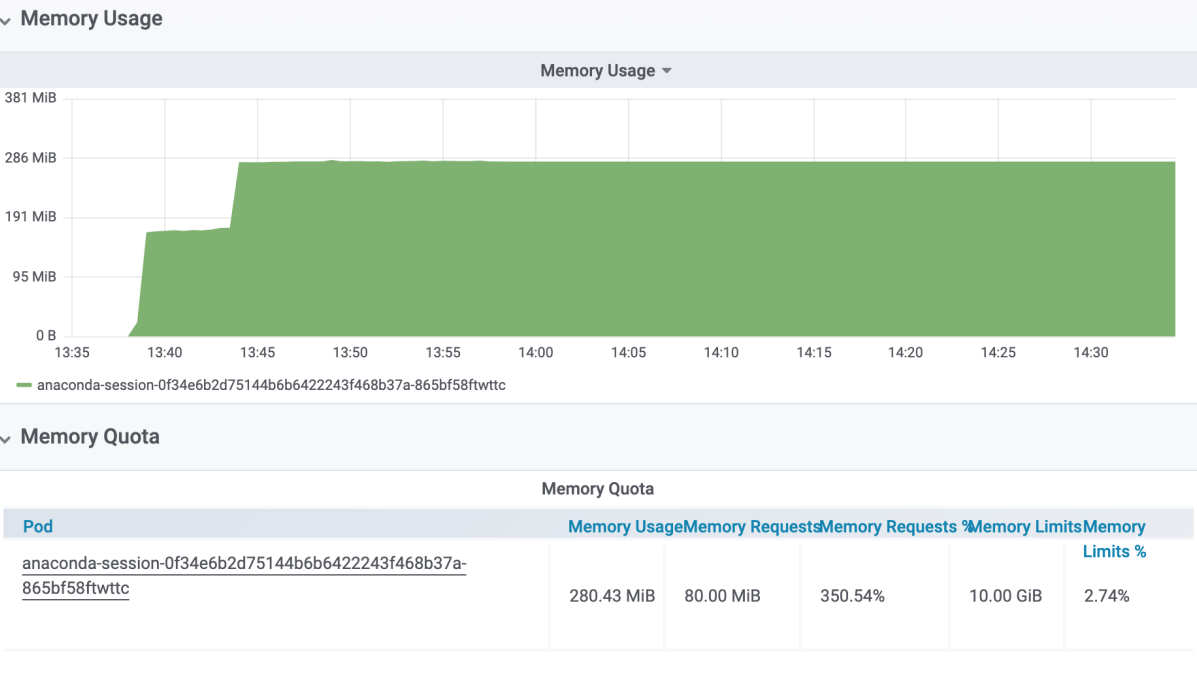 Memory Usage
Memory Usage
381 MiB
286 MiB
191 MiB
95 MiB
0 B
13:35 13:40 13:45 13:50 13:55 14:00 14:05 14:10 14:15 14:20 14:25 14:30
anaconda-session-0f34e6b2d75144b6b6422243f468b37a-865bf58ftwttc
Memory Quota
Memory Quota
Pod Memory Usage Memory Requests Memory Requests % Memory Limits Memory
Limits %
anaconda-session-0f34e6b2d75144b6b6422243f468b37a-
865bf58ftwttc
280.43 MiB 80.00 MiB 350.54% 10.00 GiB 2.74%